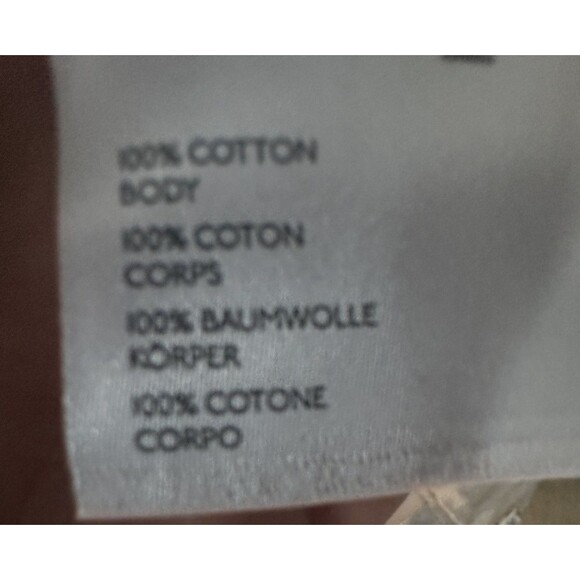 100% COTTON
BODY
100% COTON
CORPS
100% BAUMWOLLE
KÖRPER
100% COTONE
CORPO